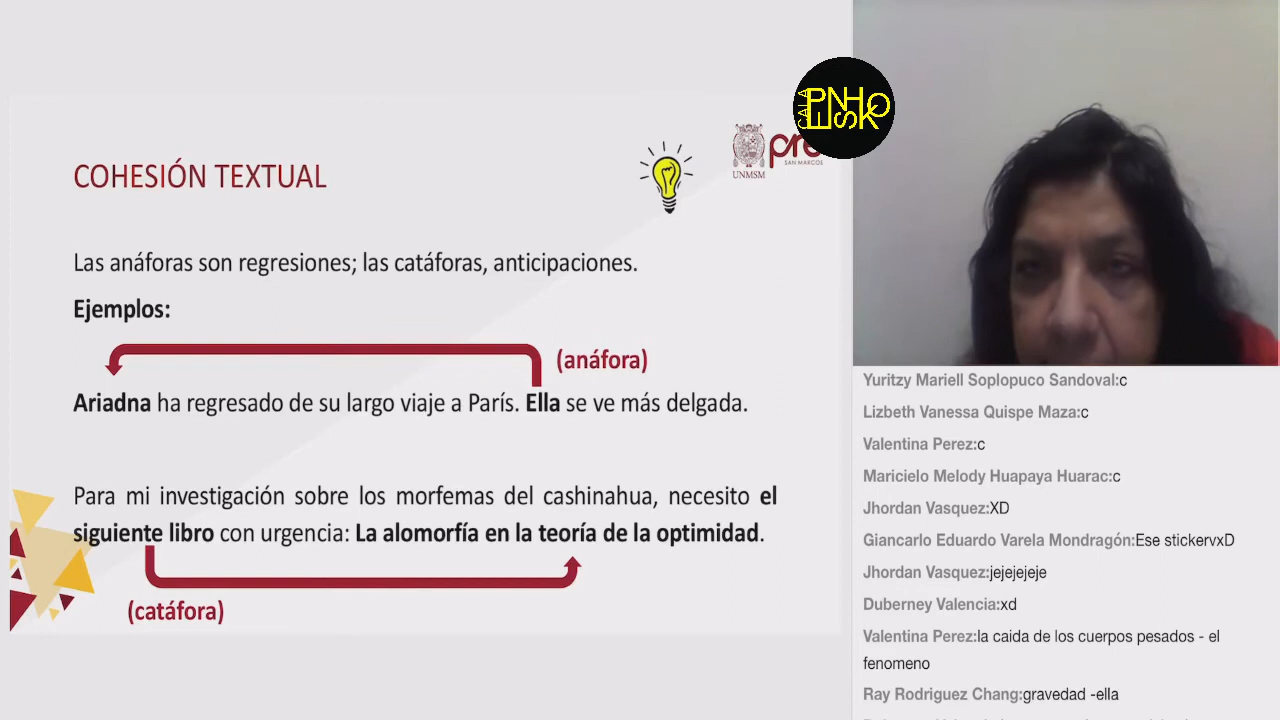 COHESIÓN TEXTUAL
UNMSM
SAN MARCOS
Las anáforas son regresiones; las catáforas, anticipaciones.
Ejemplos:
(anáfora)
Ariadna ha regresado de su largo viaje a París. Ella se ve más delgada.
Para mi investigación sobre los morfemas del cashinahua, necesito el
siguiente libro con urgencia: La alomorfía en la teoría de la optimidad.
(catáfora)
Yuritzy Mariell Soplopuco Sandoval:c
Lizbeth Vanessa Quispe Maza:c
Valentina Perez:c
Maricielo Melody Huapaya Huarac:c
Jhordan Vasquez:XD
Giancarlo Eduardo Varela Mondragón:Ese stickervxD
Jhordan Vasquez:jejejejeje
Duberney Valencia:xd
Valentina Perez:la caida de los cuerpos pesados - el
fenomeno
Ray Rodriguez Chang:gravedad -ella